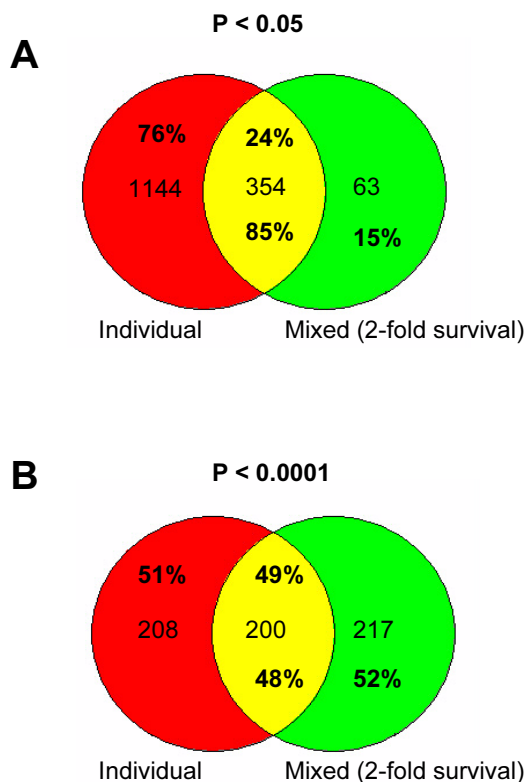 P < 0.05
A
76% 24%
1144 354 63
85% 15%
Individual Mixed (2-fold survival)
P < 0.0001
B
51% 49%
208 200 217
48% 52%
Individual Mixed (2-fold survival)